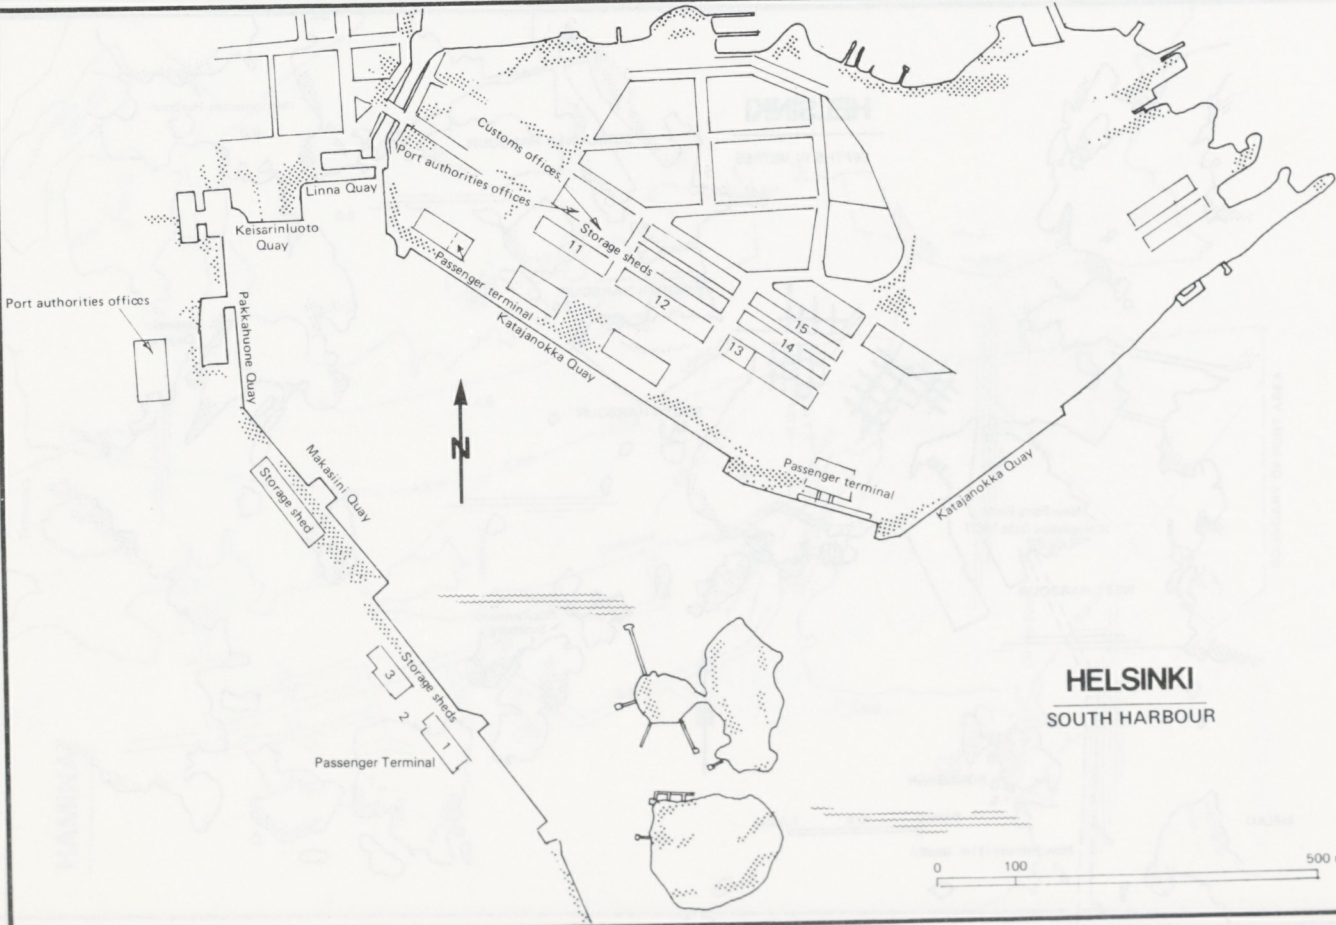 Customs offices
Port authorities offices
Linna Quay
Keisarinluoto
Quay
Storage sheds
11
12
15
14
13
Passenger terminal
Katajanokka Quay
Port authorities offices
Pakkahuone Quay
N
Makasiini Quay
Storage shed
Passenger terminal
Katajanokka Quay
Storage sheds
3
2
1
Passenger Terminal
HELSINKI
SOUTH HARBOUR
0 100 500